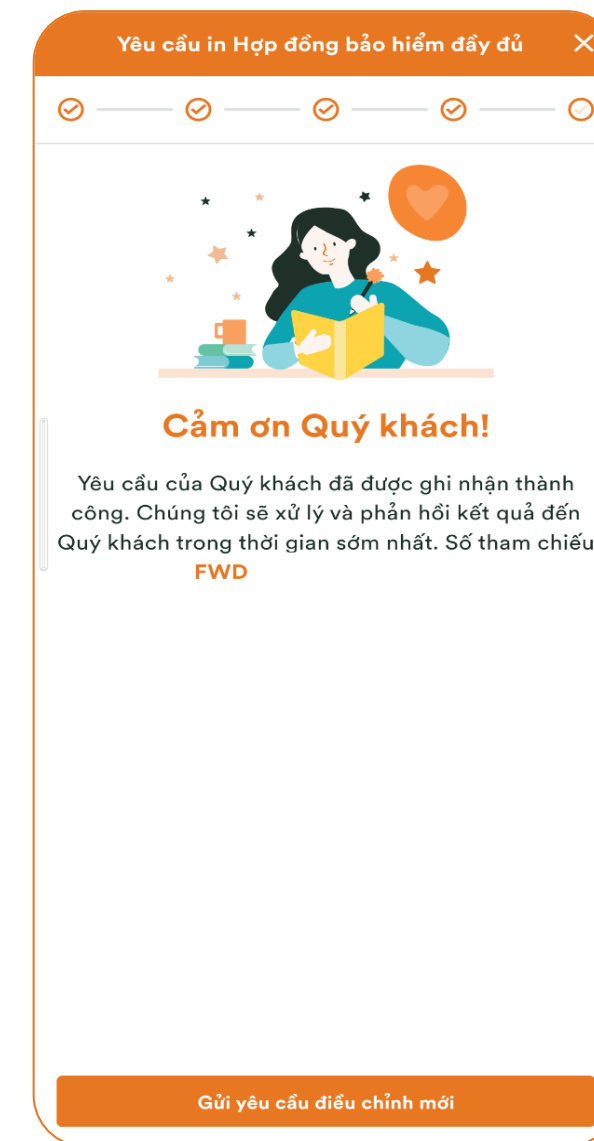 Yêu cầu in Hợp đồng bảo hiểm đầy đủ
Cảm ơn Quý khách!
Yêu cầu của Quý khách đã được ghi nhận thành
công. Chúng tôi sẽ xử lý và phản hồi kết quả đến
Quý khách trong thời gian sớm nhất. Số tham chiếu
FWD
Gửi yêu cầu điều chỉnh mới